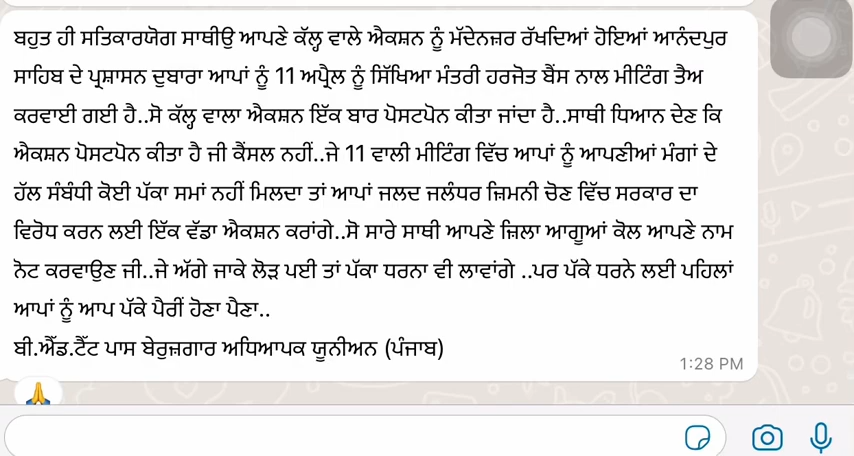 ਬਹੁਤ ਹੀ ਸਤਿਕਾਰਯੋਗ ਸਾਥੀਉ ਆਪਣੇ ਕੱਲ੍ਹ ਵਾਲੇ ਐਕਸ਼ਨ ਨੂੰ ਮੱਦੇਨਜ਼ਰ ਰੱਖਦਿਆਂ ਹੋਇਆਂ ਆਨੰਦਪੁਰ
ਸਾਹਿਬ ਦੇ ਪ੍ਰਸ਼ਾਸਨ ਦੁਬਾਰਾ ਆਪਾਂ ਨੂੰ 11 ਅਪ੍ਰੈਲ ਨੂੰ ਸਿੱਖਿਆ ਮੰਤਰੀ ਹਰਜੋਤ ਬੈਂਸ ਨਾਲ ਮੀਟਿੰਗ ਤੈਅ
ਕਰਵਾਈ ਗਈ ਹੈ..ਸੋ ਕੱਲ੍ਹ ਵਾਲਾ ਐਕਸ਼ਨ ਇੱਕ ਬਾਰ ਪੋਸਟਪੋਨ ਕੀਤਾ ਜਾਂਦਾ ਹੈ..ਸਾਥੀ ਧਿਆਨ ਦੇਣ ਕਿ
ਐਕਸ਼ਨ ਪੋਸਟਪੋਨ ਕੀਤਾ ਹੈ ਜੀ ਕੈਂਸਲ ਨਹੀਂ..ਜੇ 11 ਵਾਲੀ ਮੀਟਿੰਗ ਵਿੱਚ ਆਪਾਂ ਨੂੰ ਆਪਣੀਆਂ ਮੰਗਾਂ ਦੇ
ਹੱਲ ਸੰਬੰਧੀ ਕੋਈ ਪੱਕਾ ਸਮਾਂ ਨਹੀਂ ਮਿਲਦਾ ਤਾਂ ਆਪਾਂ ਜਲਦ ਜਲੰਧਰ ਜ਼ਿਮਨੀ ਚੋਣ ਵਿੱਚ ਸਰਕਾਰ ਦਾ
ਵਿਰੋਧ ਕਰਨ ਲਈ ਇੱਕ ਵੱਡਾ ਐਕਸ਼ਨ ਕਰਾਂਗੇ..ਸੋ ਸਾਰੇ ਸਾਥੀ ਆਪਣੇ ਜ਼ਿਲਾ ਆਗੂਆਂ ਕੋਲ ਆਪਣੇ ਨਾਮ
ਨੋਟ ਕਰਵਾਉਣ ਜੀ..ਜੇ ਅੱਗੇ ਜਾਕੇ ਲੋੜ ਪਈ ਤਾਂ ਪੱਕਾ ਧਰਨਾ ਵੀ ਲਾਵਾਂਗੇ ..ਪਰ ਪੱਕੇ ਧਰਨੇ ਲਈ ਪਹਿਲਾਂ
ਆਪਾਂ ਨੂੰ ਆਪ ਪੱਕੇ ਪੈਰੀਂ ਹੋਣਾ ਪੈਣਾ..
ਬੀ.ਐੱਡ.ਟੈੱਟ ਪਾਸ ਬੇਰੁਜ਼ਗਾਰ ਅਧਿਆਪਕ ਯੂਨੀਅਨ (ਪੰਜਾਬ)
1:28 PM